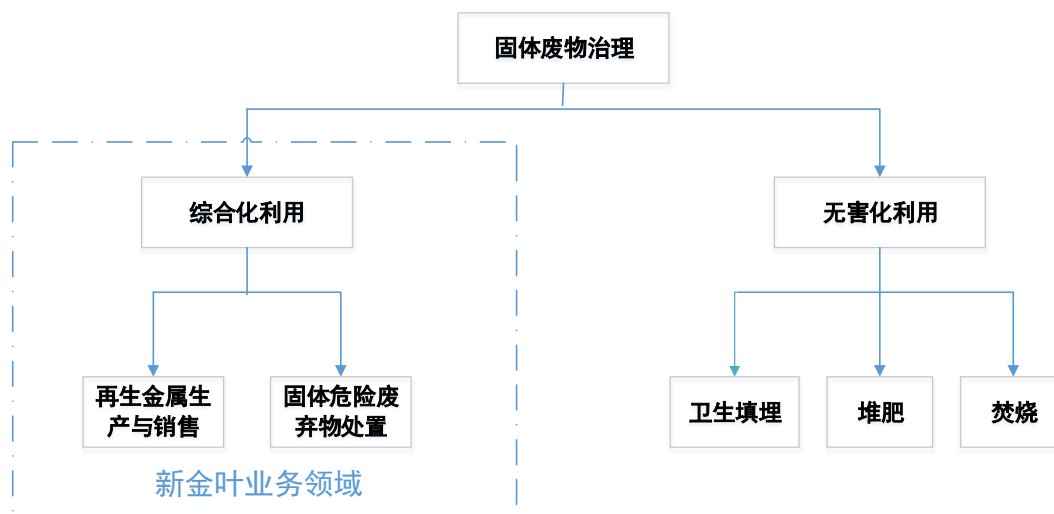 固体废物治理
综合化利用
无害化利用
再生金属生
产与销售
固体危险废
弃物处置
卫生填埋
堆肥
焚烧
新金叶业务领域